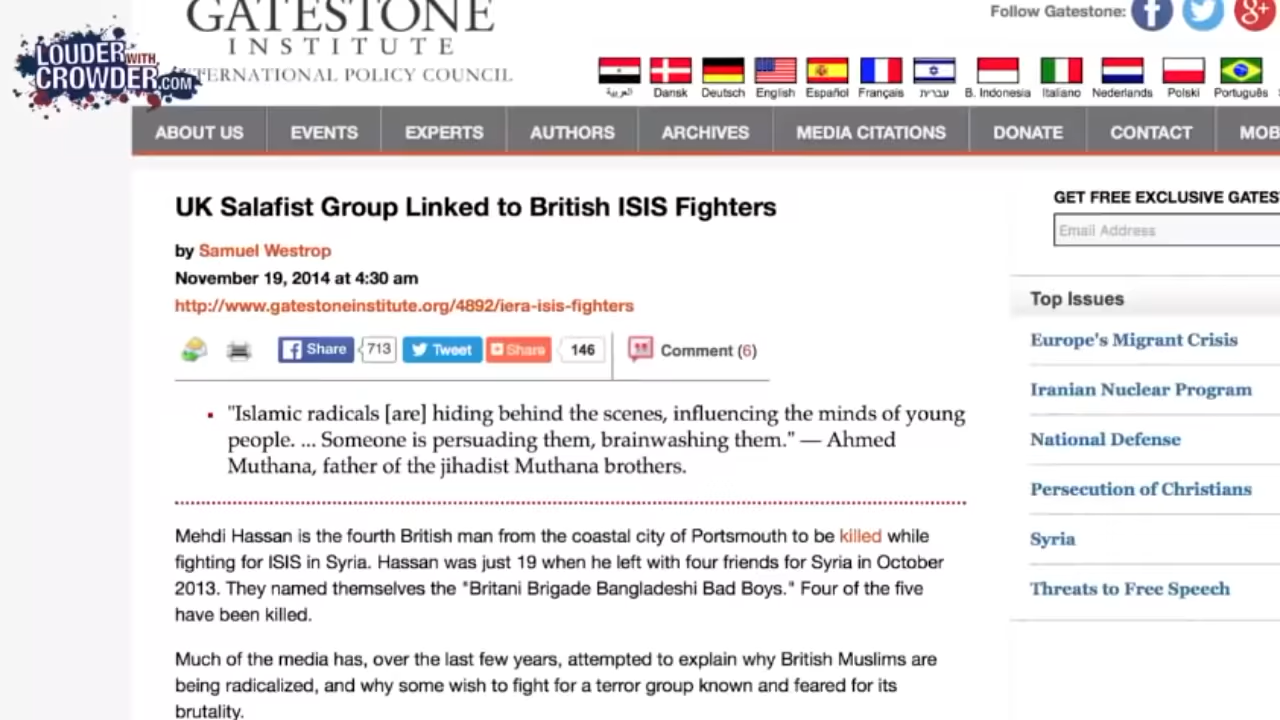 GATESTONE
INSTITUTE
INTERNATIONAL POLICY COUNCIL
LOUDER WITH
CROWDER.COM
Follow Gatestone:
العربية Dansk Deutsch English Español Français עברית B. Indonesia Italiano Nederlands Polski Português
ABOUT US EVENTS EXPERTS AUTHORS ARCHIVES MEDIA CITATIONS DONATE CONTACT MOB
UK Salafist Group Linked to British ISIS Fighters
by Samuel Westrop
November 19, 2014 at 4:30 am
http://www.gatestoneinstitute.org/4892/iera-isis-fighters
Share 713 Tweet Share 146 Comment (6)
"Islamic radicals [are] hiding behind the scenes, influencing the minds of young
people. ... Someone is persuading them, brainwashing them." — Ahmed
Muthana, father of the jihadist Muthana brothers.
Mehdi Hassan is the fourth British man from the coastal city of Portsmouth to be killed while
fighting for ISIS in Syria. Hassan was just 19 when he left with four friends for Syria in October
2013. They named themselves the "Britani Brigade Bangladeshi Bad Boys." Four of the five
have been killed.
Much of the media has, over the last few years, attempted to explain why British Muslims are
being radicalized, and why some wish to fight for a terror group known and feared for its
brutality.
GET FREE EXCLUSIVE GATES
Email Address
Top Issues
Europe's Migrant Crisis
Iranian Nuclear Program
National Defense
Persecution of Christians
Syria
Threats to Free Speech